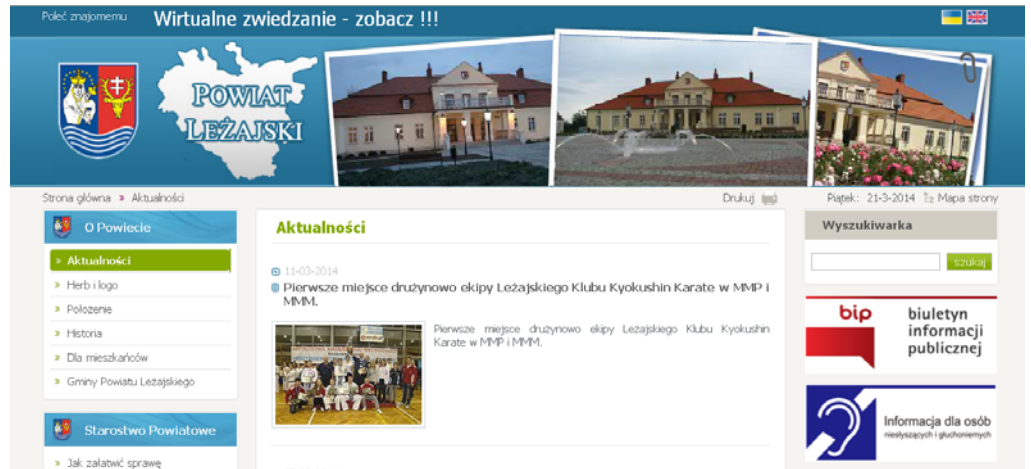 Poleć znajomemu
Wirtualne zwiedzanie - zobacz !!!
POWIAT
LEŻAJSKI
Strona główna » Aktualności
Drukuj
Piątek: 21-3-2014
Mapa strony
O Powiecie
» Aktualności
» Herb i logo
» Położenie
» Historia
» Dla mieszkańców
» Gminy Powiatu Leżajskiego
Starostwo Powiatowe
» Jak załatwić sprawę
Aktualności
11-03-2014
Pierwsze miejsce drużynowo ekipy Leżajskiego Klubu Kyokushin Karate w MMP i
MMM.
Pierwsze miejsce drużynowo ekipy Leżajskiego Klubu Kyokushin
Karate w MMP i MMM.
Wyszukiwarka
szukaj
bip
biuletyn
informacji
publicznej
Informacja dla osób
niesłyszących i głuchoniemych